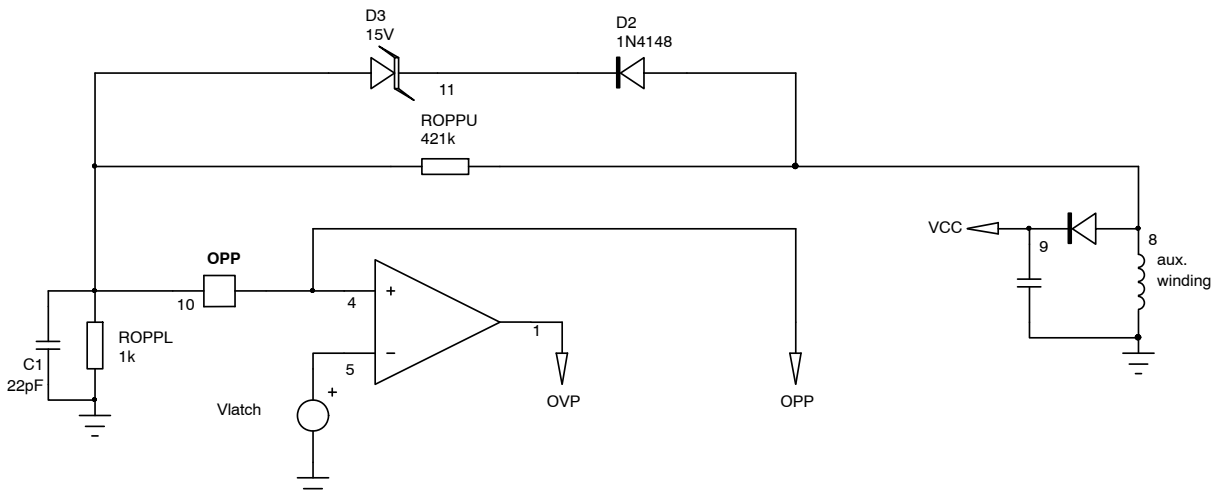 D3
15V
D2
1N4148
11
ROPPU
421k
VCC
9
8
aux.
winding
OPP
10
4
+
ROPPL
1k
C1
22pF
1
−
5
+
Vlatch
OVP
OPP